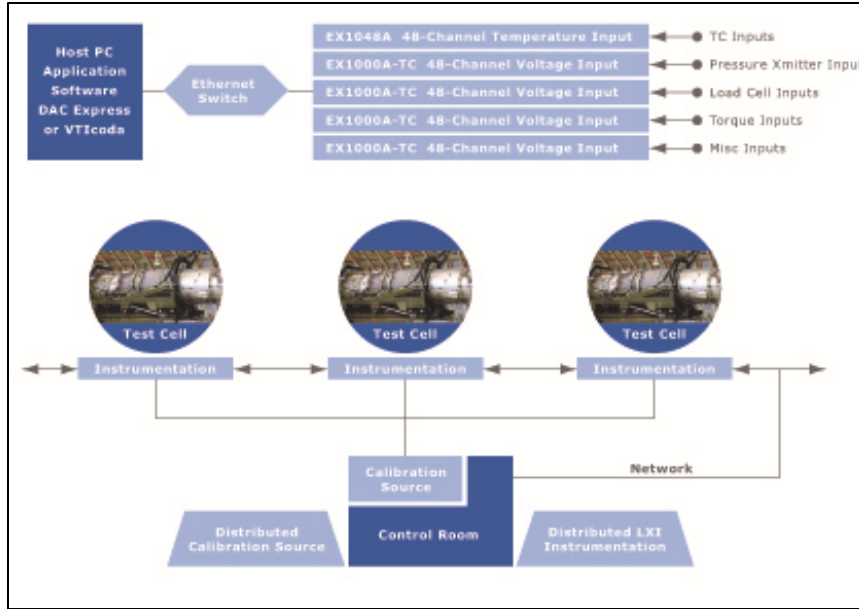 Host PC
Application
Software
DAC Express
or VTIcoda
Ethernet
Switch
EX1048A 48-Channel Temperature Input
EX1000A-TC 48-Channel Voltage Input
EX1000A-TC 48-Channel Voltage Input
EX1000A-TC 48-Channel Voltage Input
EX1000A-TC 48-Channel Voltage Input
TC Inputs
Pressure Xmitter Input
Load Cell Inputs
Torque Inputs
Misc Inputs
Test Cell
Test Cell
Test Cell
Instrumentation
Instrumentation
Instrumentation
Calibration
Source
Network
Distributed
Calibration Source
Control Room
Distributed LXI
Instrumentation